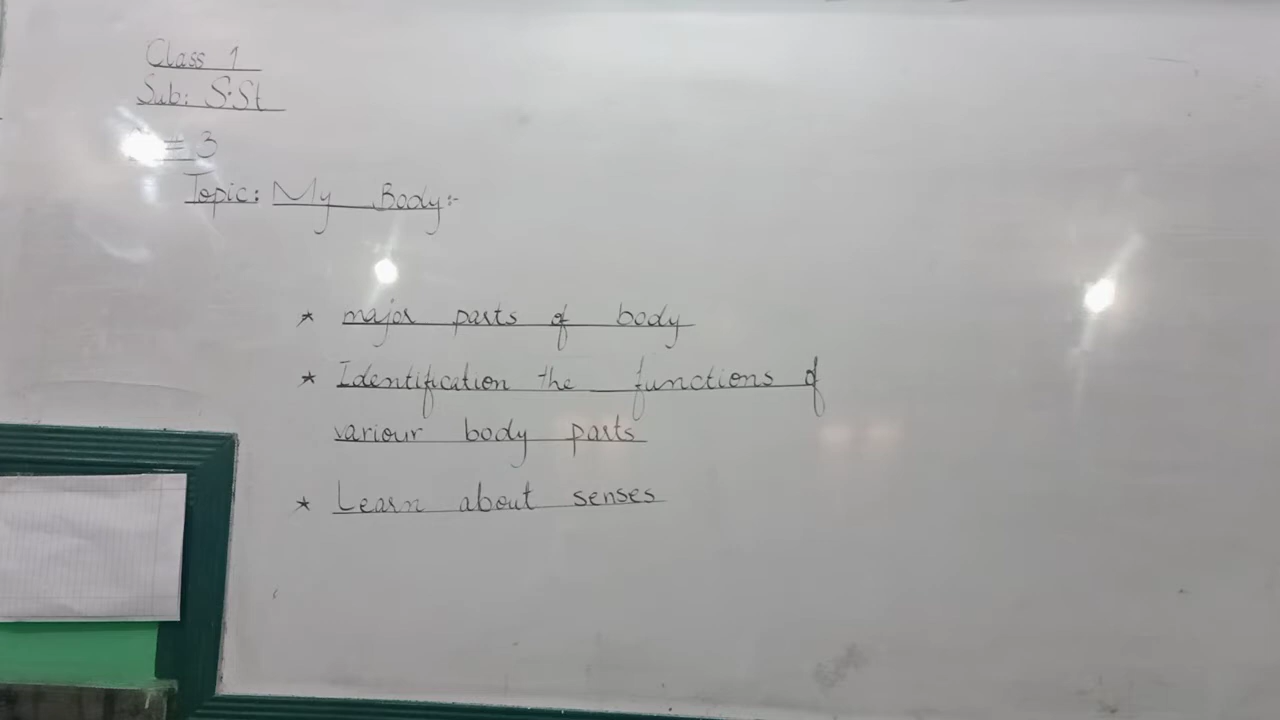 Class 1
Sub: S.St
# 3
Topic: My Body:-
* major parts of body
* Identification the functions of
variour body parts
* Learn about senses